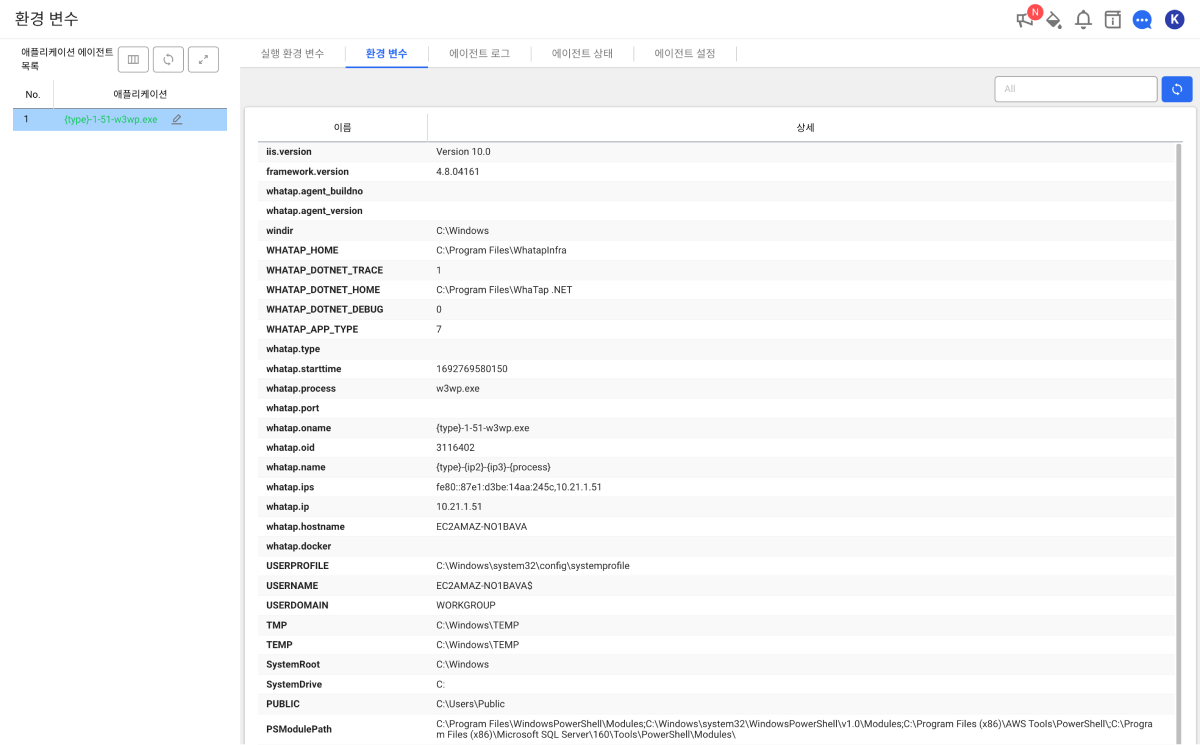 환경 변수
N
K
애플리케이션 에이전트
목록
No. 애플리케이션
1 {type}-1-51-w3wp.exe
실행 환경 변수 환경 변수 에이전트 로그 에이전트 상태 에이전트 설정
All
이름 상세
iis.version Version 10.0
framework.version 4.8.04161
whatap.agent_buildno
whatap.agent_version
windir C:\Windows
WHATAP_HOME C:\Program Files\WhatapInfra
WHATAP_DOTNET_TRACE 1
WHATAP_DOTNET_HOME C:\Program Files\WhaTap .NET
WHATAP_DOTNET_DEBUG 0
WHATAP_APP_TYPE 7
whatap.type
whatap.starttime 1692769580150
whatap.process w3wp.exe
whatap.port
whatap.oname {type}-1-51-w3wp.exe
whatap.oid 3116402
whatap.name {type}-{ip2}-{ip3}-{process}
whatap.ips fe80::87e1:d3be:14aa:245c,10.21.1.51
whatap.ip 10.21.1.51
whatap.hostname EC2AMAZ-NO1BAVA
whatap.docker
USERPROFILE C:\Windows\system32\config\systemprofile
USERNAME EC2AMAZ-NO1BAVA$
USERDOMAIN WORKGROUP
TMP C:\Windows\TEMP
TEMP C:\Windows\TEMP
SystemRoot C:\Windows
SystemDrive C:
PUBLIC C:\Users\Public
PSModulePath C:\Program Files\WindowsPowerShell\Modules;C:\Windows\system32\WindowsPowerShell\v1.0\Modules;C:\Program Files (x86)\AWS Tools\PowerShell\;C:\Progra
m Files (x86)\Microsoft SQL Server\160\Tools\PowerShell\Modules\